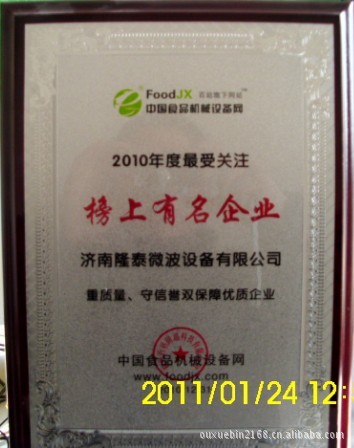 FoodJX
中国食品机械设备网
2010年度最受关注
榜上有名企业
济南隆泰微波设备有限公司
重质量、守信誉双保障优质企业
中国食品机械设备网
www.foodjx.com
2011/01/24 12:
ouxuebin2168.cn.alibaba.com